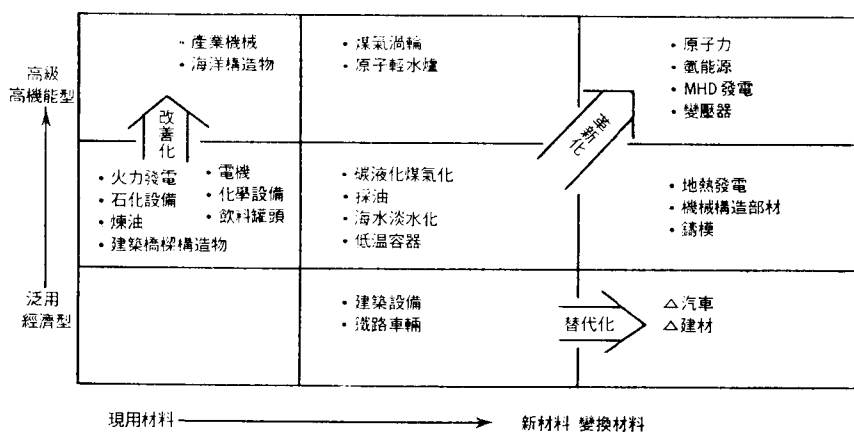 高級
高機能型
泛用
經濟型
• 產業機械
• 海洋構造物
改善化
• 火力發電
• 石化設備
• 煉油
• 建築橋樑構造物
• 電機
• 化學設備
• 飲料罐頭
• 煤氣渦輪
• 原子輕水爐
• 碳液化煤氣化
• 採油
• 海水淡水化
• 低溫容器
• 建築設備
• 鐵路車輛
革新化
• 原子力
• 氫能源
• MHD 發電
• 變壓器
• 地熱發電
• 機械構造部材
• 鑄模
替代化
△汽車
△建材
現用材料
新材料 變換材料